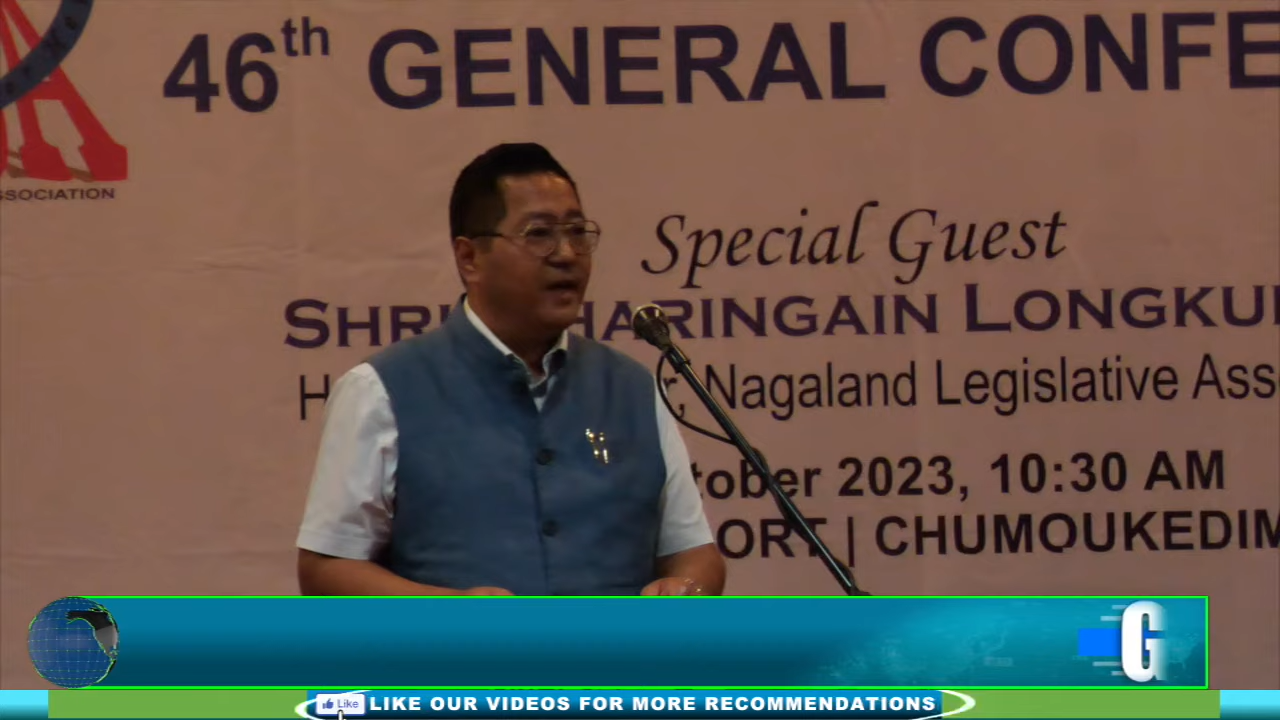 46th GENERAL CONFE
SSOCIATION
Special Guest
SHRI HARINGAIN LONGKU
H r, Nagaland Legislative Ass
tober 2023, 10:30 AM
ORT | CHUMOUKEDIM
G
Like LIKE OUR VIDEOS FOR MORE RECOMMENDATIONS